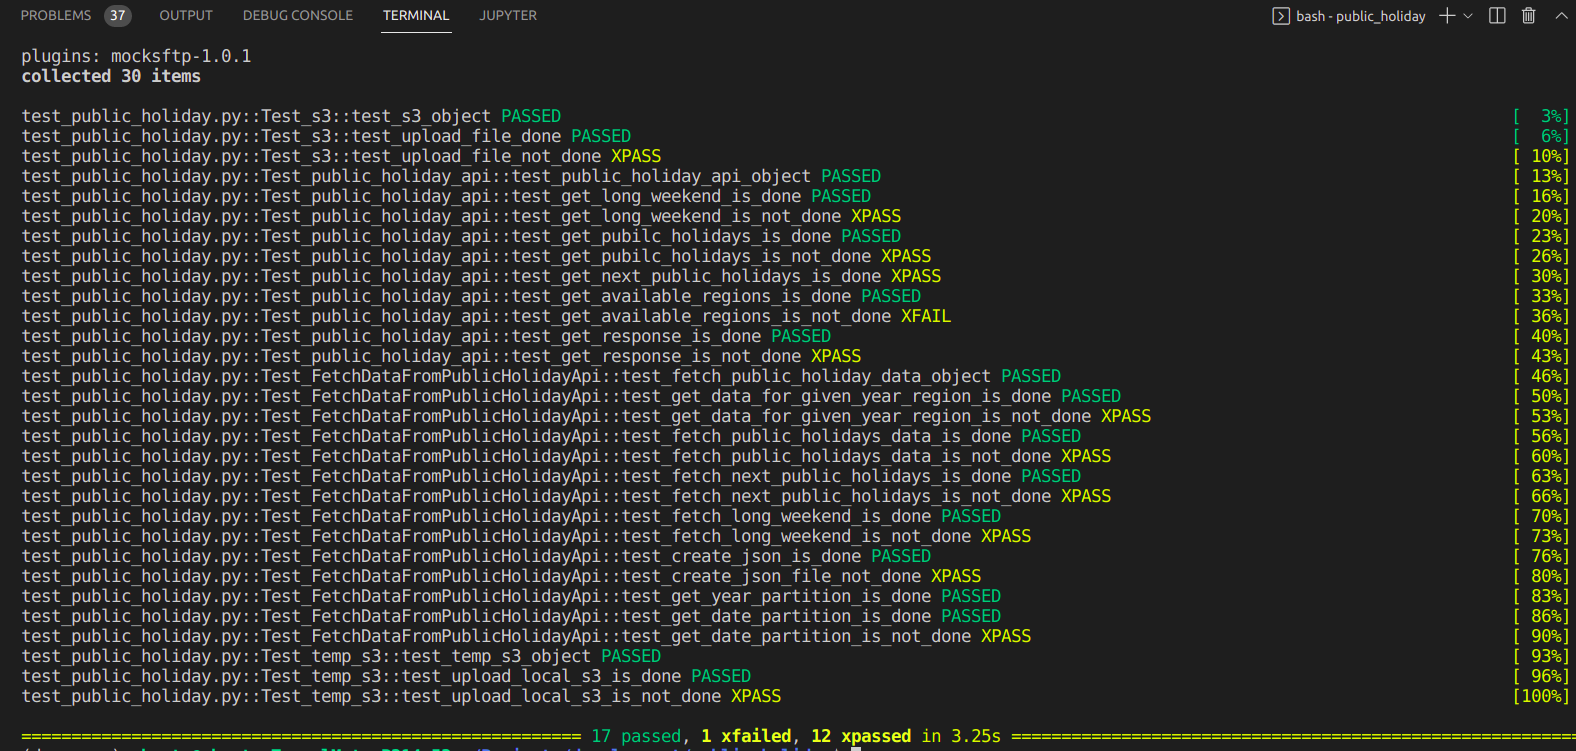 PROBLEMS 37 OUTPUT DEBUG CONSOLE TERMINAL JUPYTER bash - public_holiday
plugins: mocksftp-1.0.1
collected 30 items
test_public_holiday.py::Test_s3::test_s3_object PASSED [ 3%]
test_public_holiday.py::Test_s3::test_upload_file_done PASSED [ 6%]
test_public_holiday.py::Test_s3::test_upload_file_not_done XPASS [ 10%]
test_public_holiday.py::Test_public_holiday_api::test_public_holiday_api_object PASSED [ 13%]
test_public_holiday.py::Test_public_holiday_api::test_get_long_weekend_is_done PASSED [ 16%]
test_public_holiday.py::Test_public_holiday_api::test_get_long_weekend_is_not_done XPASS [ 20%]
test_public_holiday.py::Test_public_holiday_api::test_get_pubilc_holidays_is_done PASSED [ 23%]
test_public_holiday.py::Test_public_holiday_api::test_get_pubilc_holidays_is_not_done XPASS [ 26%]
test_public_holiday.py::Test_public_holiday_api::test_get_next_public_holidays_is_done XPASS [ 30%]
test_public_holiday.py::Test_public_holiday_api::test_get_available_regions_is_done PASSED [ 33%]
test_public_holiday.py::Test_public_holiday_api::test_get_available_regions_is_not_done XFAIL [ 36%]
test_public_holiday.py::Test_public_holiday_api::test_get_response_is_done PASSED [ 40%]
test_public_holiday.py::Test_public_holiday_api::test_get_response_is_not_done XPASS [ 43%]
test_public_holiday.py::Test_FetchDataFromPublicHolidayApi::test_fetch_public_holiday_data_object PASSED [ 46%]
test_public_holiday.py::Test_FetchDataFromPublicHolidayApi::test_get_data_for_given_year_region_is_done PASSED [ 50%]
test_public_holiday.py::Test_FetchDataFromPublicHolidayApi::test_get_data_for_given_year_region_is_not_done XPASS [ 53%]
test_public_holiday.py::Test_FetchDataFromPublicHolidayApi::test_fetch_public_holidays_data_is_done PASSED [ 56%]
test_public_holiday.py::Test_FetchDataFromPublicHolidayApi::test_fetch_public_holidays_data_is_not_done XPASS [ 60%]
test_public_holiday.py::Test_FetchDataFromPublicHolidayApi::test_fetch_next_public_holidays_is_done PASSED [ 63%]
test_public_holiday.py::Test_FetchDataFromPublicHolidayApi::test_fetch_next_public_holidays_is_not_done XPASS [ 66%]
test_public_holiday.py::Test_FetchDataFromPublicHolidayApi::test_fetch_long_weekend_is_done PASSED [ 70%]
test_public_holiday.py::Test_FetchDataFromPublicHolidayApi::test_fetch_long_weekend_is_not_done XPASS [ 73%]
test_public_holiday.py::Test_FetchDataFromPublicHolidayApi::test_create_json_is_done PASSED [ 76%]
test_public_holiday.py::Test_FetchDataFromPublicHolidayApi::test_create_json_file_not_done XPASS [ 80%]
test_public_holiday.py::Test_FetchDataFromPublicHolidayApi::test_get_year_partition_is_done PASSED [ 83%]
test_public_holiday.py::Test_FetchDataFromPublicHolidayApi::test_get_date_partition_is_done PASSED [ 86%]
test_public_holiday.py::Test_FetchDataFromPublicHolidayApi::test_get_date_partition_is_not_done XPASS [ 90%]
test_public_holiday.py::Test_temp_s3::test_temp_s3_object PASSED [ 93%]
test_public_holiday.py::Test_temp_s3::test_upload_local_s3_is_done PASSED [ 96%]
test_public_holiday.py::Test_temp_s3::test_upload_local_s3_is_not_done XPASS [100%]
======================================================== 17 passed, 1 xfailed, 12 xpassed in 3.25s ========================================================